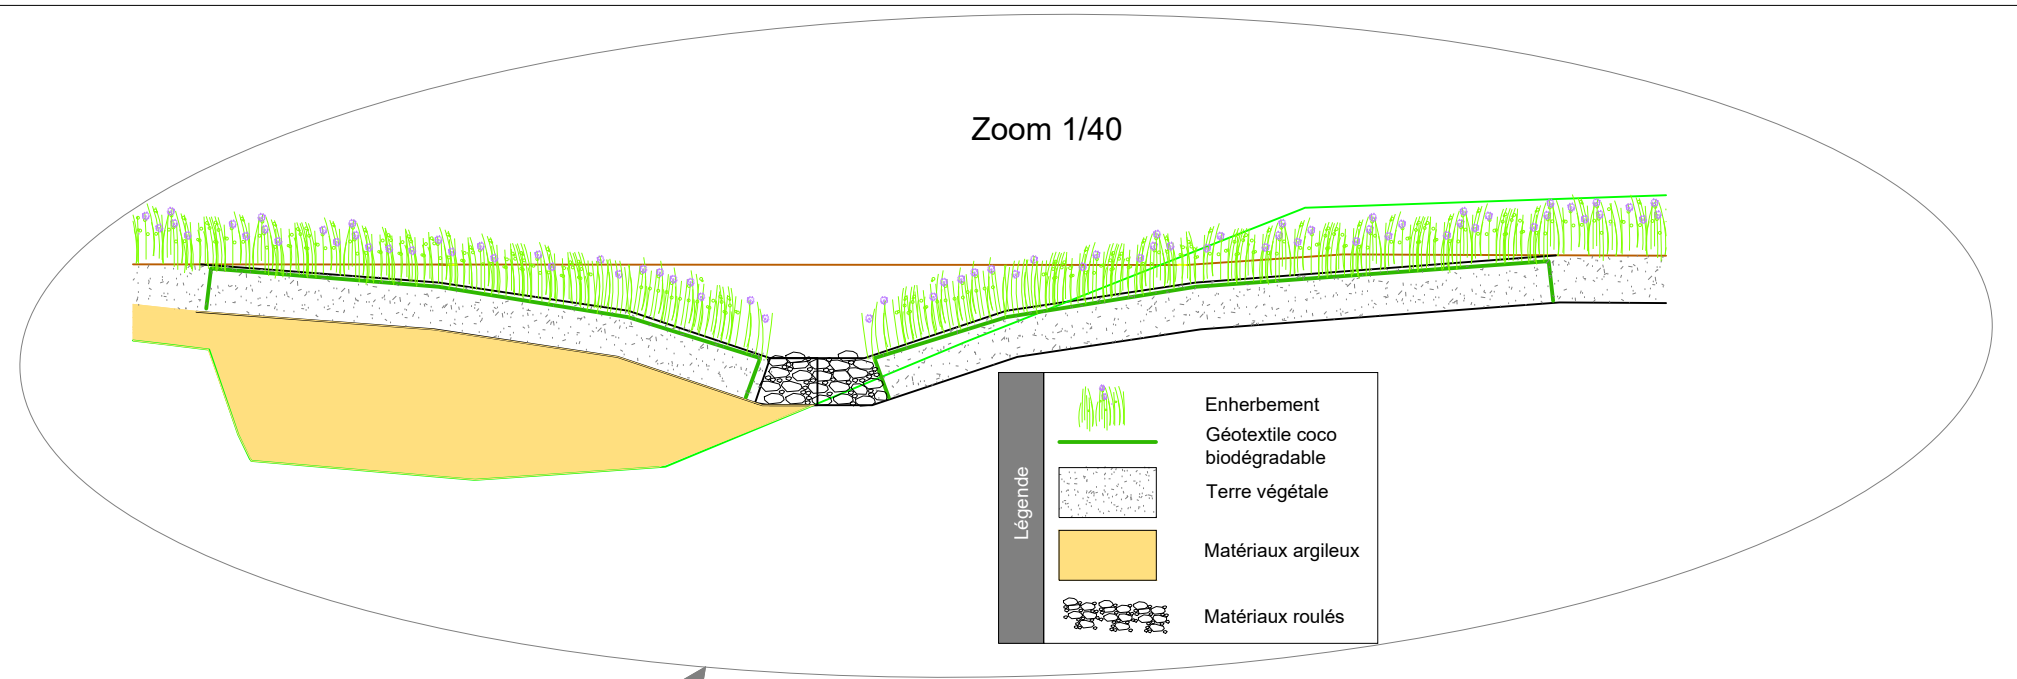 Zoom 1/40
Légende
Enherbement
Géotextile coco
biodégradable
Terre végétale
Matériaux argileux
Matériaux roulés